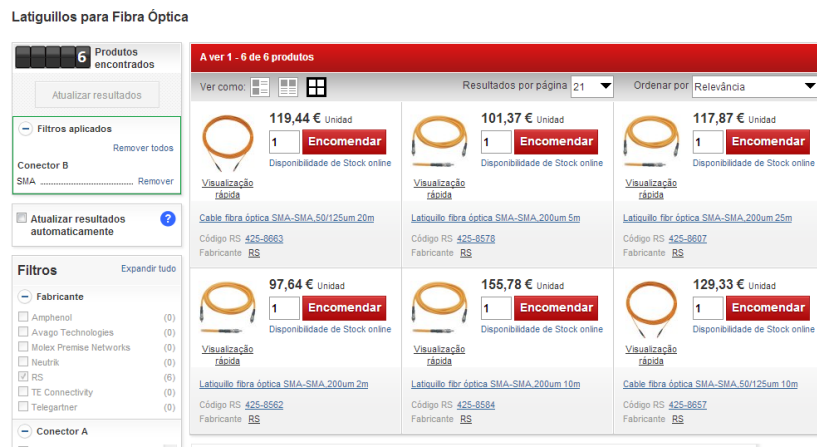 Latiguillos para Fibra Óptica
6 Produtos encontrados
Atualizar resultados
Filtros aplicados
Remover todos
Conector B
SMA Remover
Atualizar resultados automaticamente ?
Filtros Expandir tudo
Fabricante
Amphenol (0)
Avago Technologies (0)
Molex Premise Networks (0)
Neutrik (0)
RS (6)
TE Connectivity (0)
Telegartner (0)
Conector A
A ver 1 - 6 de 6 produtos
Ver como: Resultados por página 21 Ordenar por Relevância
119,44 € Unidad
1 Encomendar
Disponibilidade de Stock online
Visualização rápida
Cable fibra óptica SMA-SMA,50/125um 20m
Código RS 425-8663
Fabricante RS
101,37 € Unidad
1 Encomendar
Disponibilidade de Stock online
Visualização rápida
Latiguillo fibr óptica SMA-SMA,200um 5m
Código RS 425-8578
Fabricante RS
117,87 € Unidad
1 Encomendar
Disponibilidade de Stock online
Visualização rápida
Latiguillo fibr óptica SMA-SMA,200um 25m
Código RS 425-8607
Fabricante RS
97,64 € Unidad
1 Encomendar
Disponibilidade de Stock online
Visualização rápida
Latiguillo fibra óptica SMA-SMA,200um 2m
Código RS 425-8562
Fabricante RS
155,78 € Unidad
1 Encomendar
Disponibilidade de Stock online
Visualização rápida
Latiguillo fibr óptica SMA-SMA,200um 10m
Código RS 425-8584
Fabricante RS
129,33 € Unidad
1 Encomendar
Disponibilidade de Stock online
Visualização rápida
Cable fibra óptica SMA-SMA,50/125um 10m
Código RS 425-8657
Fabricante RS